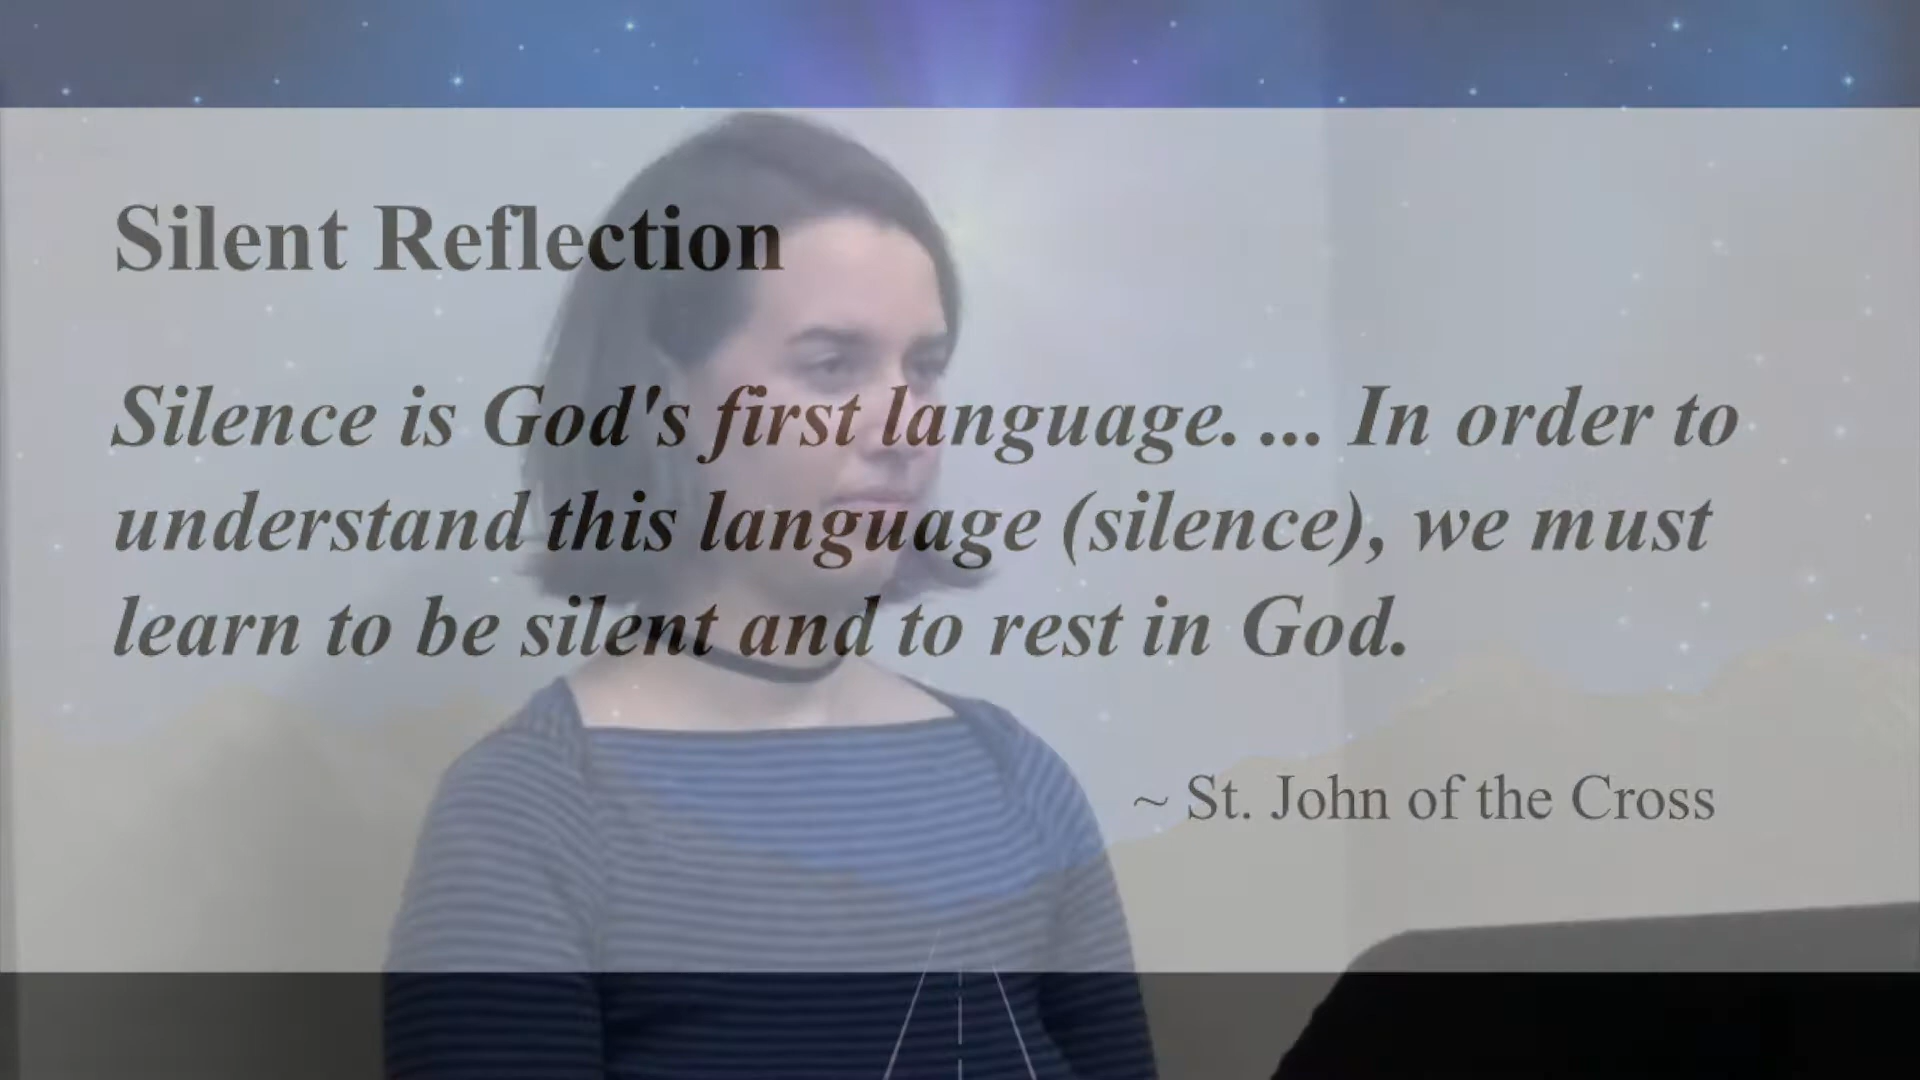 Silent Reflection
Silence is God's first language. ... In order to
understand this language (silence), we must
learn to be silent and to rest in God.
~ St. John of the Cross